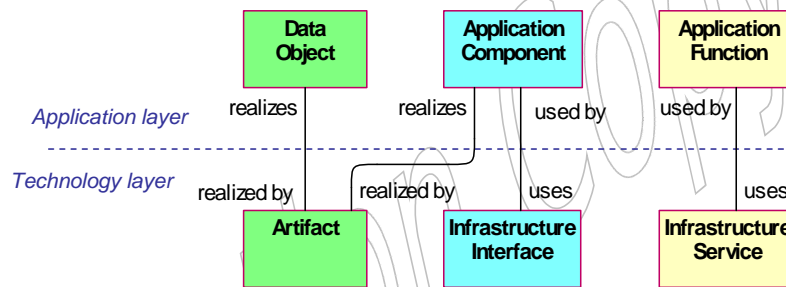 Data
Object
Application
Component
Application
Function
realizes
realizes
used by
used by
Application layer
Technology layer
realized by
realized by
uses
uses
Artifact
Infrastructure
Interface
Infrastructure
Service